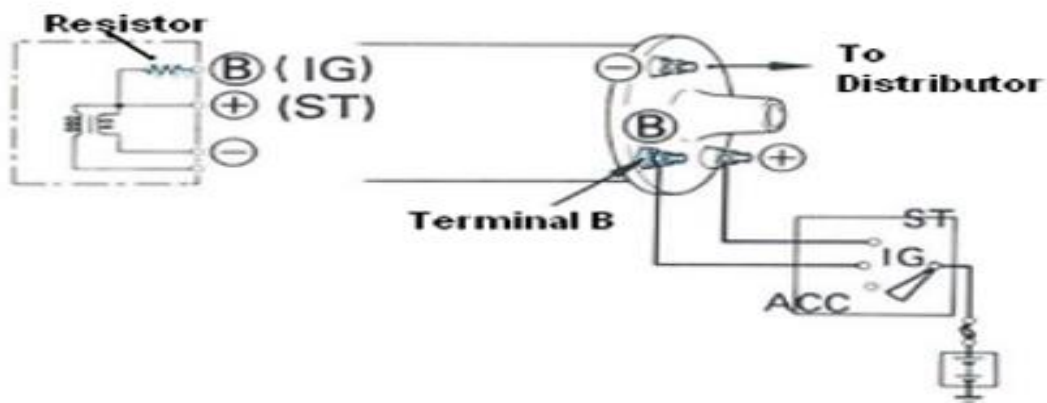 Resistor
B ( IG)
+ (ST)
−
−
To
Distributor
B
+
Terminal B
ST
IG
ACC